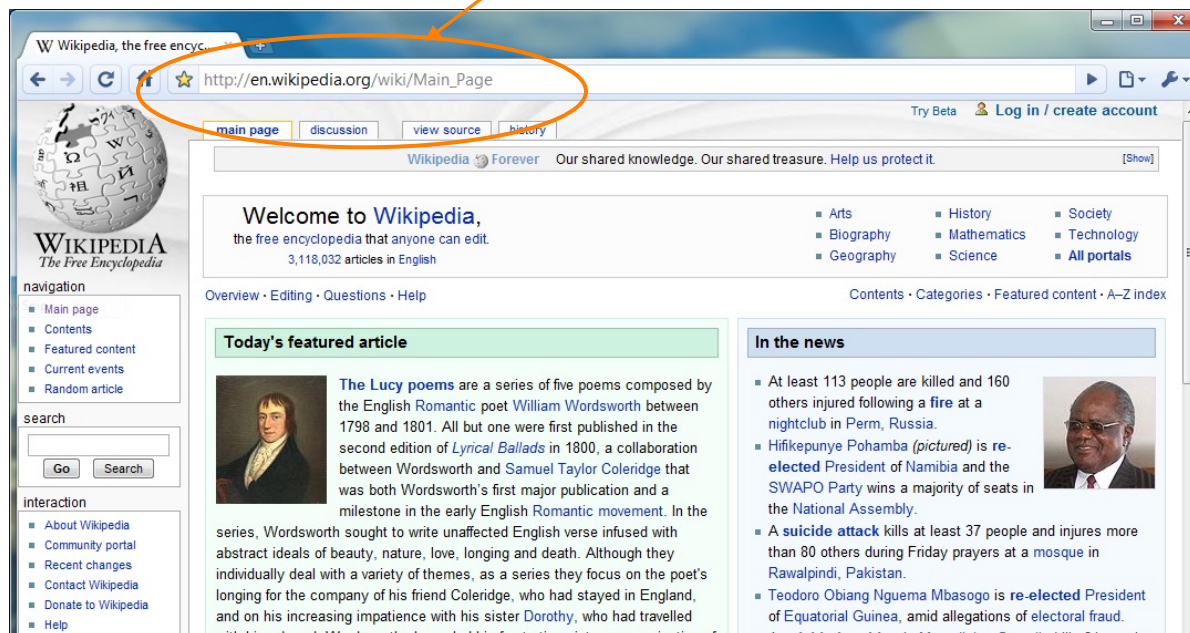 Wikipedia, the free encyc...
http://en.wikipedia.org/wiki/Main_Page
Try Beta Log in / create account
main page discussion view source history
Wikipedia Forever Our shared knowledge. Our shared treasure. Help us protect it. [Show]
WIKIPEDIA
The Free Encyclopedia
navigation
Main page
Contents
Featured content
Current events
Random article
search
Go Search
interaction
About Wikipedia
Community portal
Recent changes
Contact Wikipedia
Donate to Wikipedia
Help
Welcome to Wikipedia,
the free encyclopedia that anyone can edit.
3,118,032 articles in English
Arts History Society
Biography Mathematics Technology
Geography Science All portals
Overview · Editing · Questions · Help
Contents · Categories · Featured content · A–Z index
Today's featured article
The Lucy poems are a series of five poems composed by
the English Romantic poet William Wordsworth between
1798 and 1801. All but one were first published in the
second edition of Lyrical Ballads in 1800, a collaboration
between Wordsworth and Samuel Taylor Coleridge that
was both Wordsworth's first major publication and a
milestone in the early English Romantic movement. In the
series, Wordsworth sought to write unaffected English verse infused with
abstract ideals of beauty, nature, love, longing and death. Although they
individually deal with a variety of themes, as a series they focus on the poet's
longing for the company of his friend Coleridge, who had stayed in England,
and on his increasing impatience with his sister Dorothy, who had travelled
In the news
At least 113 people are killed and 160
others injured following a fire at a
nightclub in Perm, Russia.
Hifikepunye Pohamba (pictured) is re-
elected President of Namibia and the
SWAPO Party wins a majority of seats in
the National Assembly.
A suicide attack kills at least 37 people and injures more
than 80 others during Friday prayers at a mosque in
Rawalpindi, Pakistan.
Teodoro Obiang Nguema Mbasogo is re-elected President
of Equatorial Guinea, amid allegations of electoral fraud.